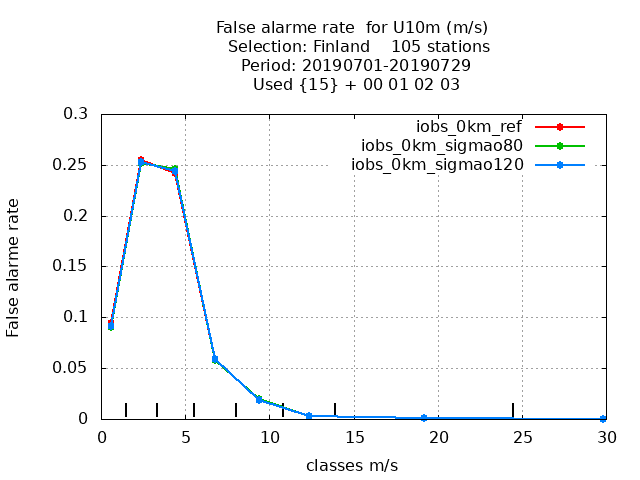 False alarme rate  for U10m (m/s)
Selection: Finland    105 stations
Period: 20190701-20190729
Used {15} + 00 01 02 03
iobs_0km_ref
iobs_0km_sigmao80
iobs_0km_sigmao120
False alarme rate
0.3
0.25
0.2
0.15
0.1
0.05
0
0 5 10 15 20 25 30
classes m/s